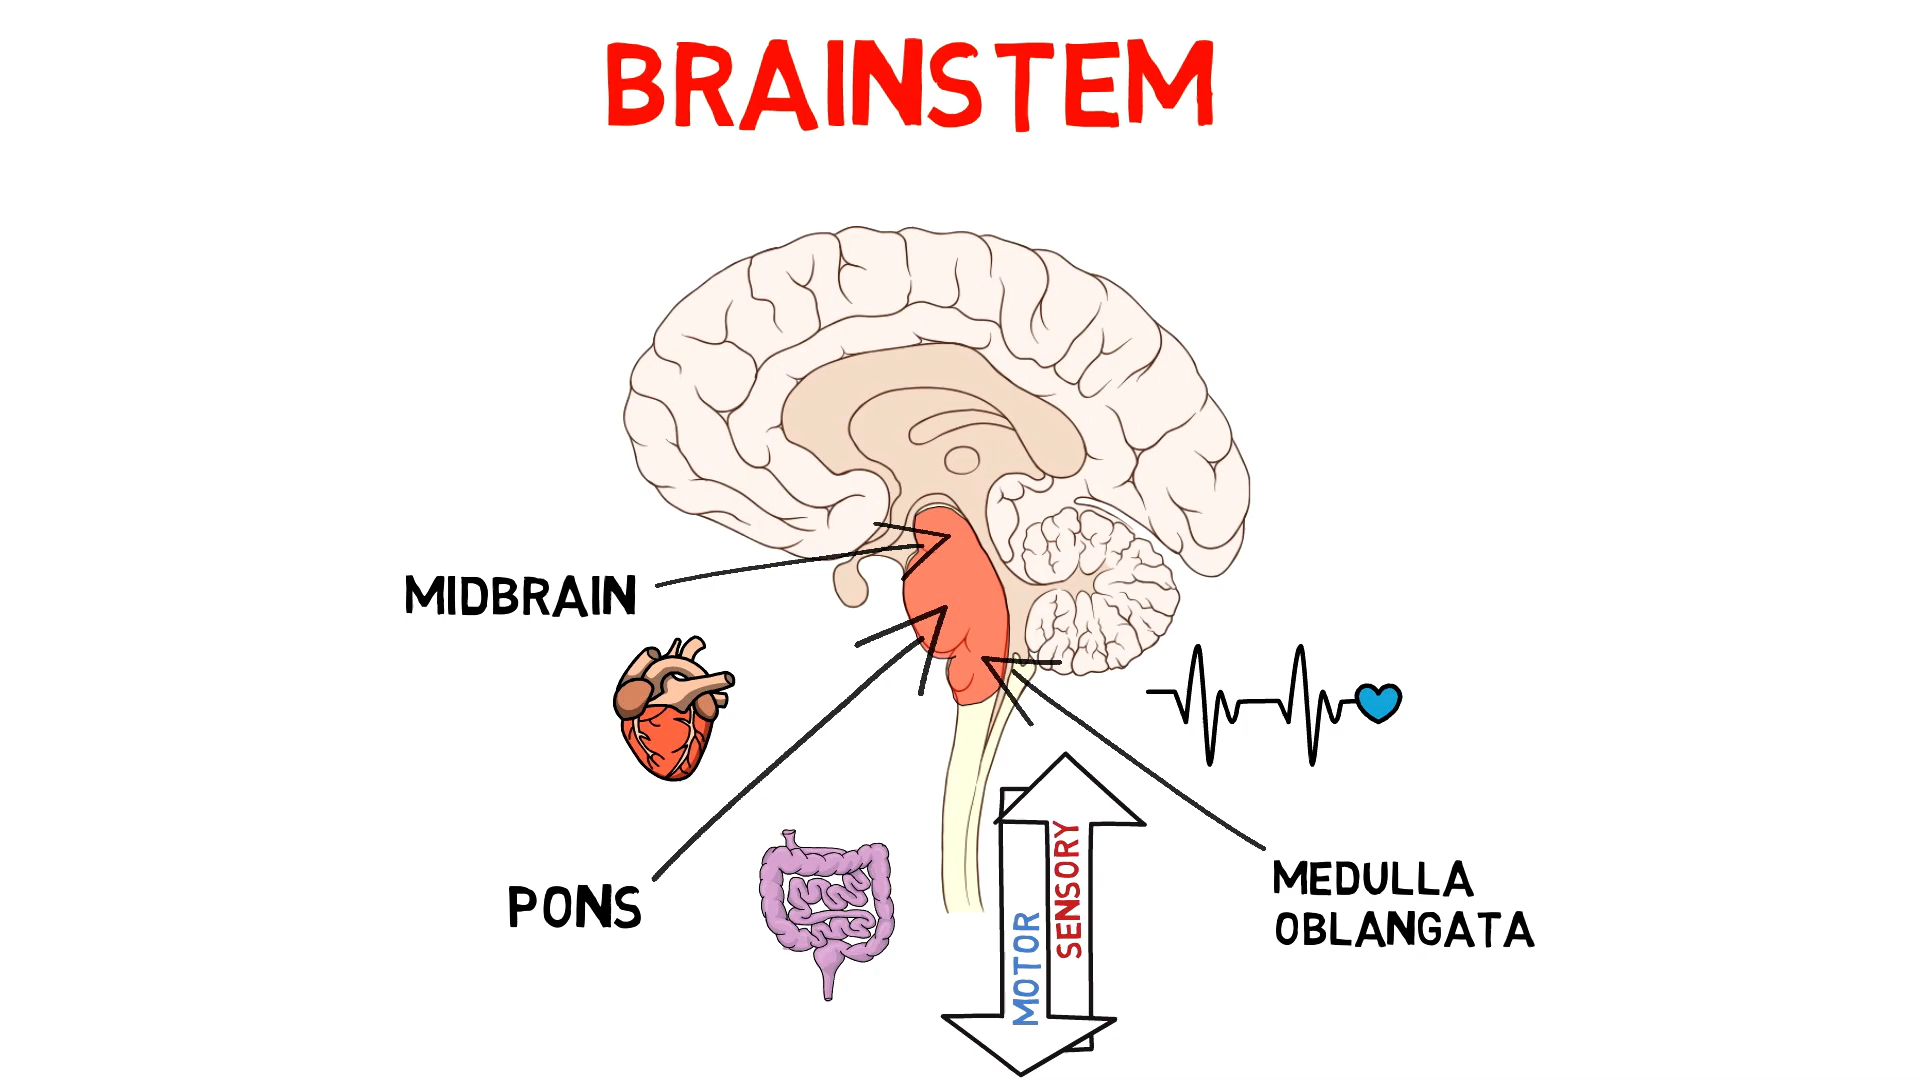 BRAINSTEM
MIDBRAIN
PONS
MOTOR
SENSORY
MEDULLA
OBLANGATA